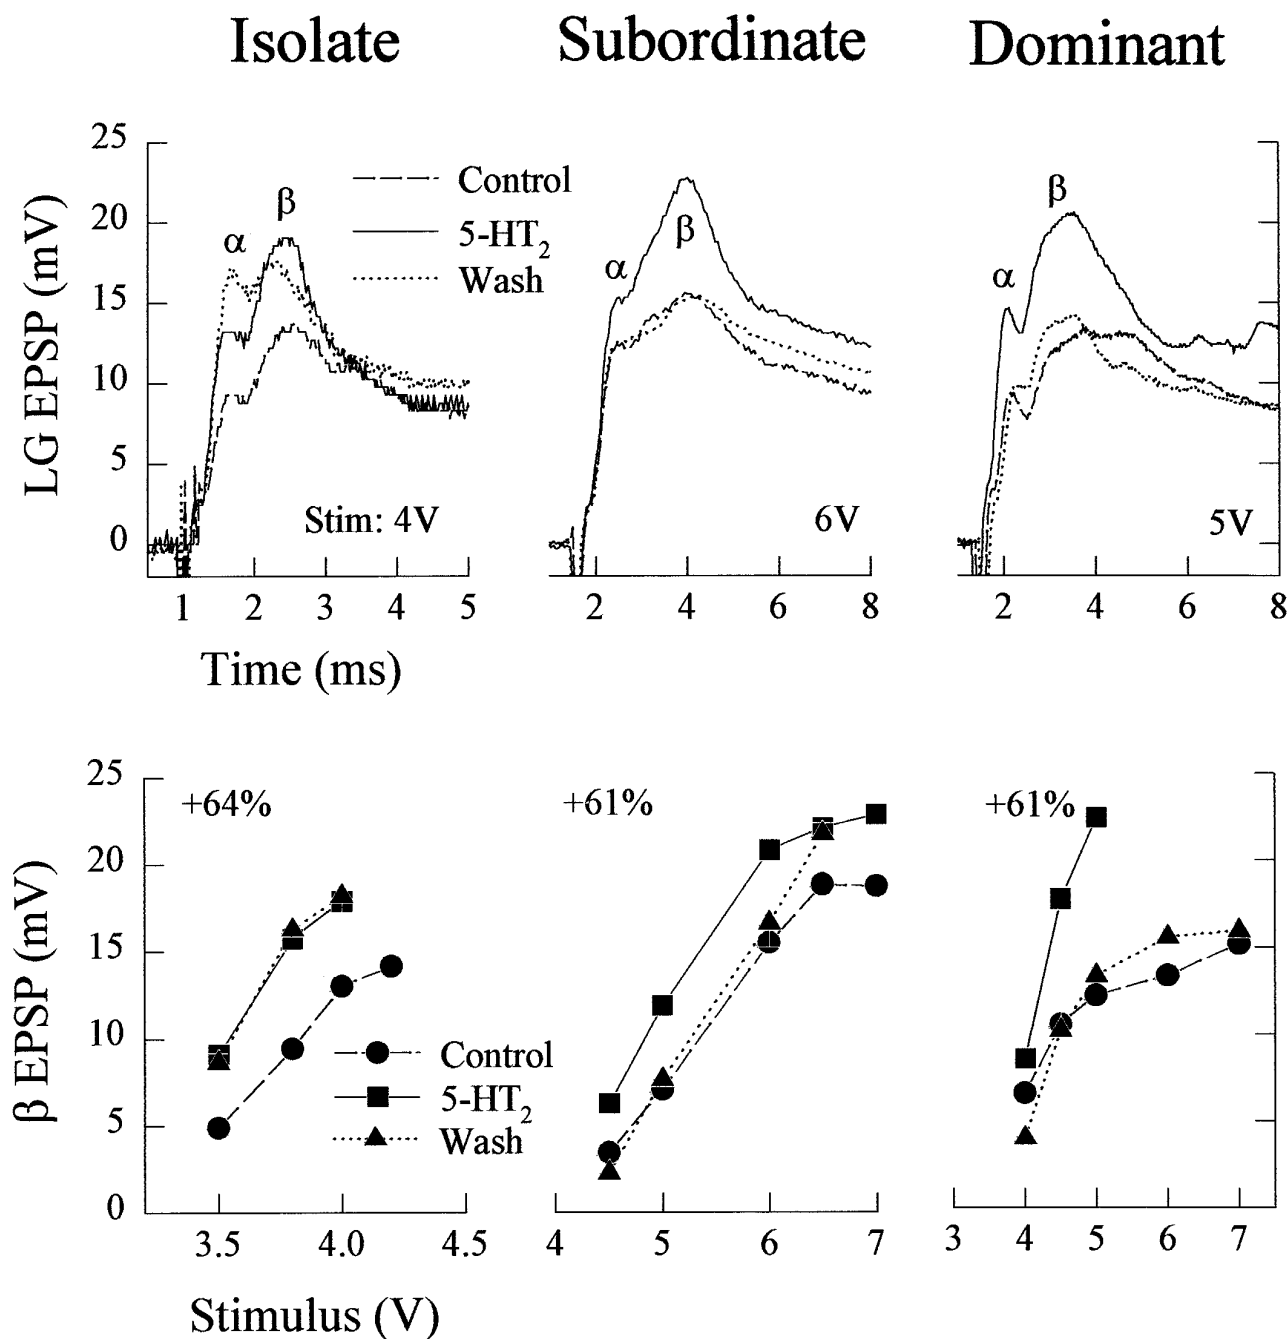 Isolate Subordinate Dominant
25
20
15
10
5
0
LG EPSP (mV)
Control
5-HT₂
Wash
α β
α β
α β
Stim: 4V 6V 5V
1 2 3 4 5 2 4 6 8 2 4 6 8
Time (ms)
25
20
15
10
5
0
β EPSP (mV)
+64% +61% +61%
Control
5-HT₂
Wash
3.5 4.0 4.5 4 5 6 7 3 4 5 6 7
Stimulus (V)